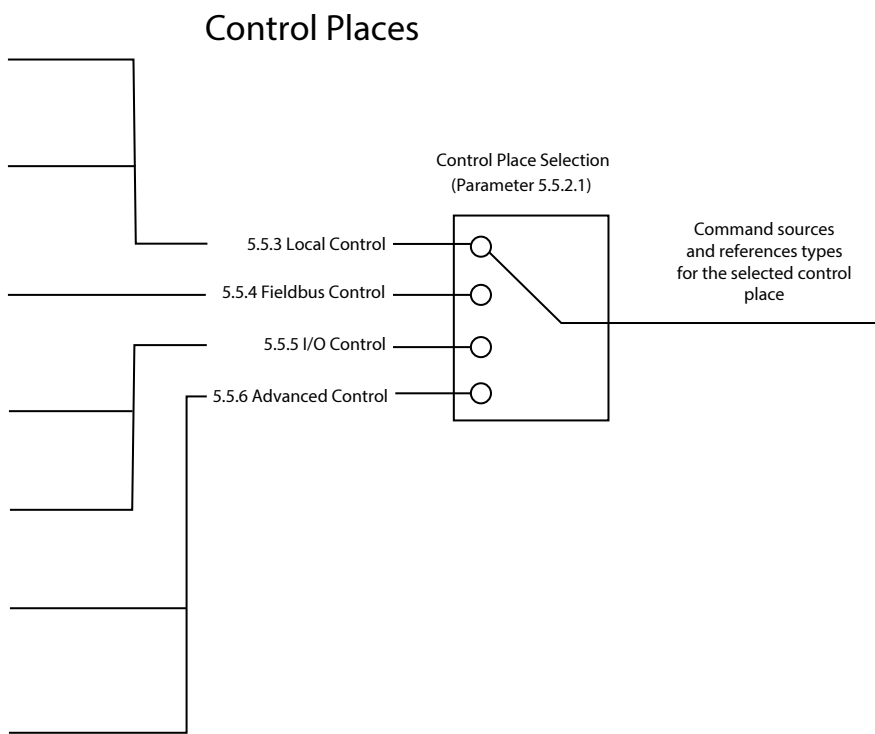 Control Places
Control Place Selection
(Parameter 5.5.2.1)
Command sources
and references types
for the selected control
place
5.5.3 Local Control
5.5.4 Fieldbus Control
5.5.5 I/O Control
5.5.6 Advanced Control